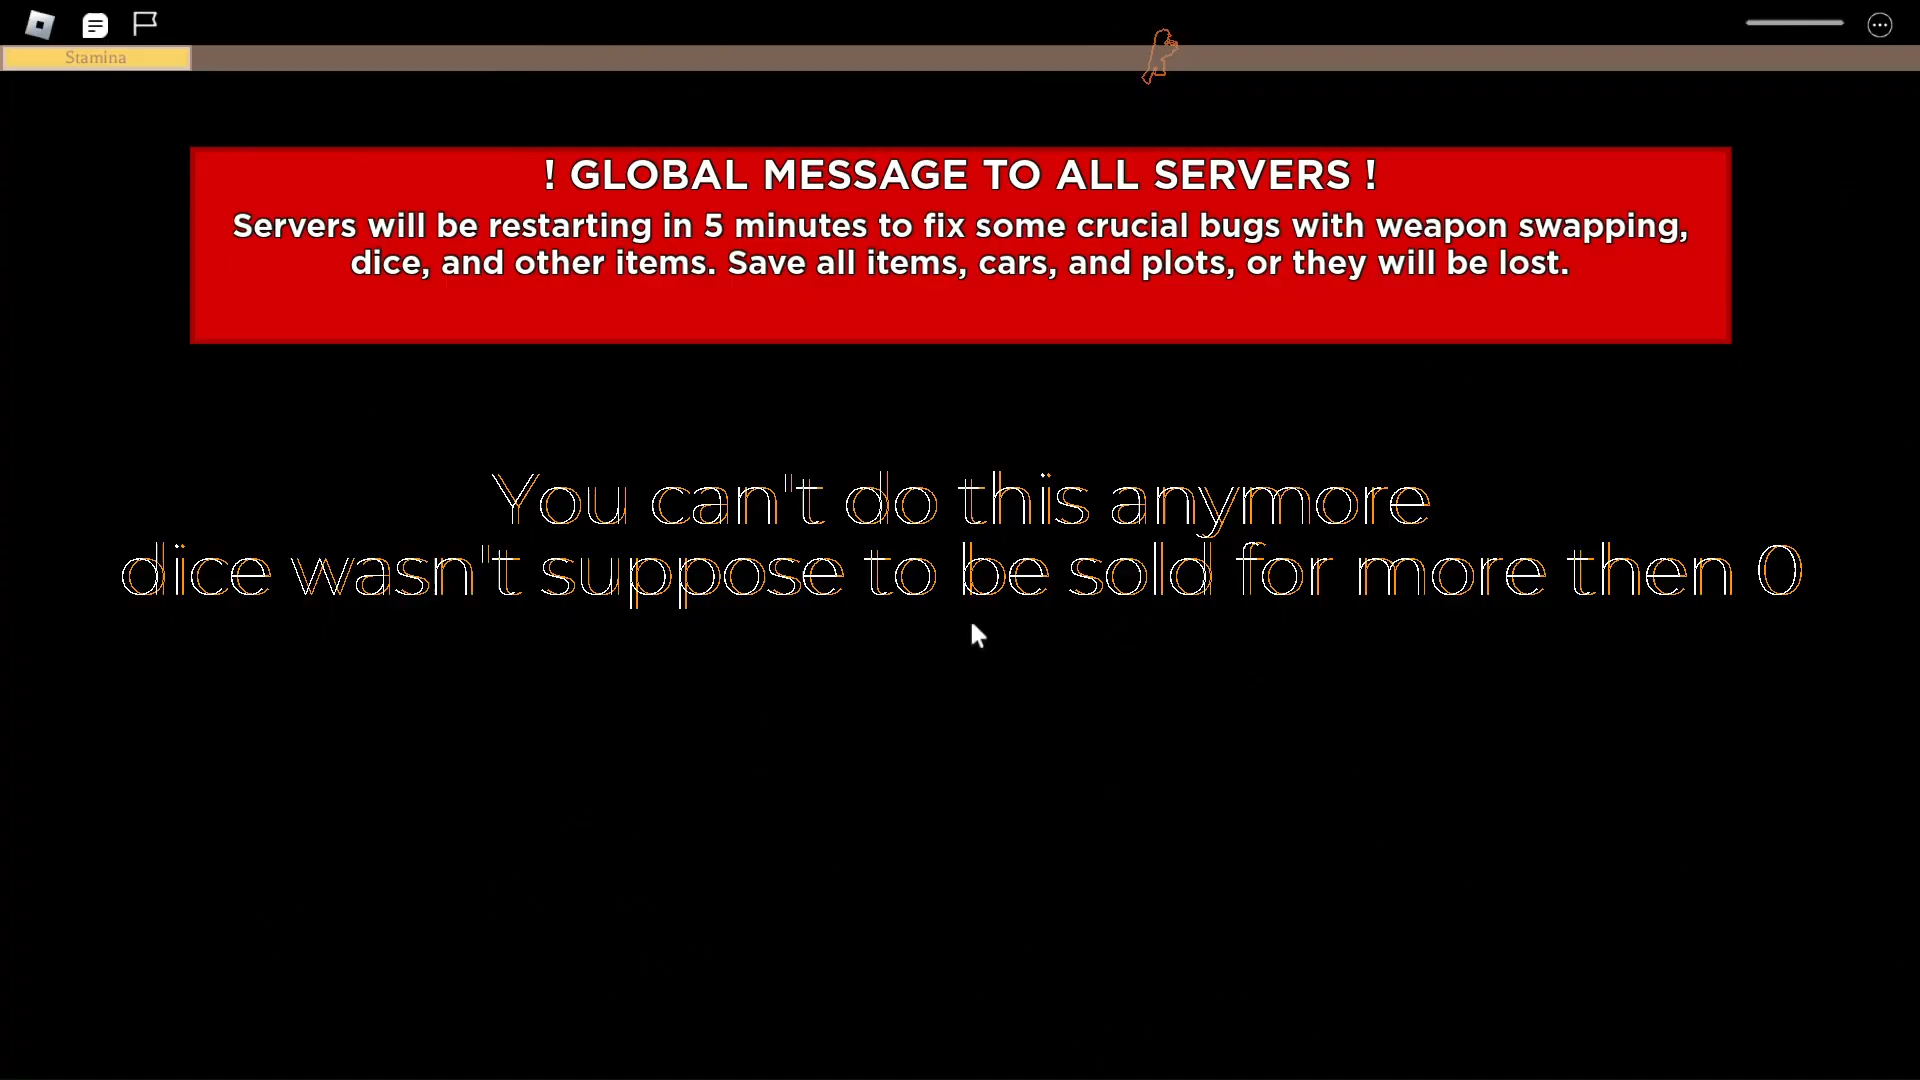 Stamina
! GLOBAL MESSAGE TO ALL SERVERS !
Servers will be restarting in 5 minutes to fix some crucial bugs with weapon swapping,
dice, and other items. Save all items, cars, and plots, or they will be lost.
You can't do this anymore
dice wasn't suppose to be sold for more then 0